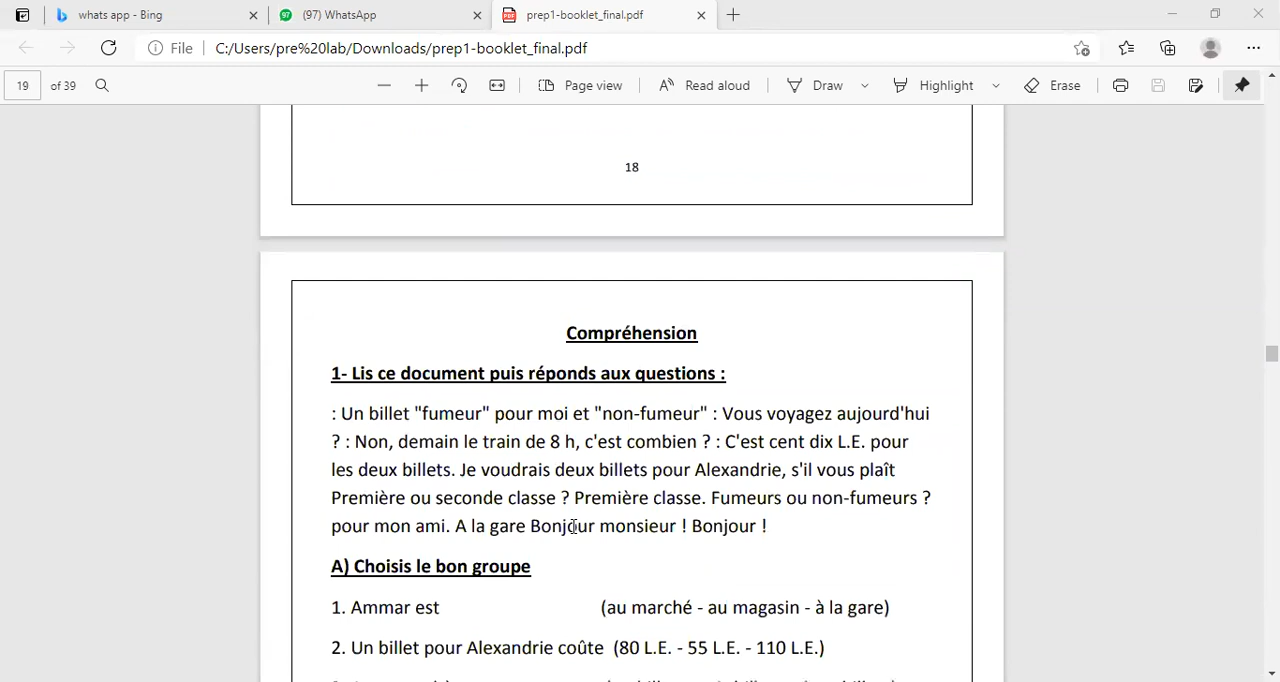 whats app - Bing
(97) WhatsApp
prep1-booklet_final.pdf
File
C:/Users/pre%20lab/Downloads/prep1-booklet_final.pdf
19 of 39
Page view
Read aloud
Draw
Highlight
Erase
18
Compréhension
1- Lis ce document puis réponds aux questions :
: Un billet "fumeur" pour moi et "non-fumeur" : Vous voyagez aujourd'hui
? : Non, demain le train de 8 h, c'est combien ? : C'est cent dix L.E. pour
les deux billets. Je voudrais deux billets pour Alexandrie, s'il vous plaît
Première ou seconde classe ? Première classe. Fumeurs ou non-fumeurs ?
pour mon ami. A la gare Bonjour monsieur ! Bonjour !
A) Choisis le bon groupe
1. Ammar est (au marché - au magasin - à la gare)
2. Un billet pour Alexandrie coûte (80 L.E. - 55 L.E. - 110 L.E.)